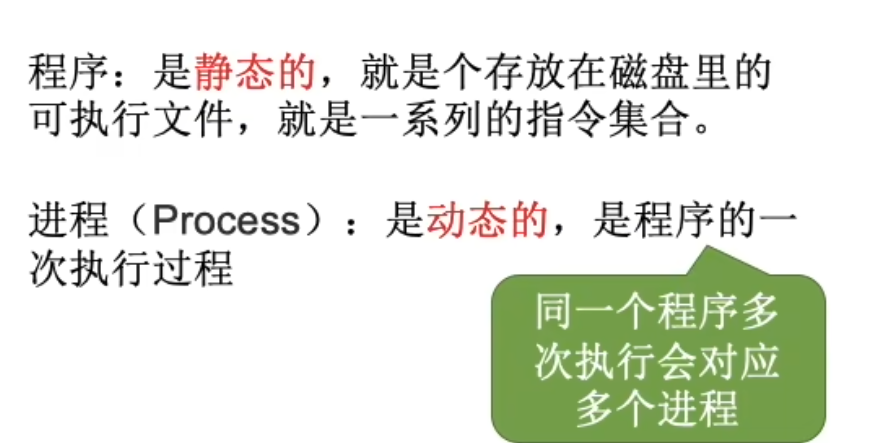 程序：是静态的，就是个存放在磁盘里的
可执行文件，就是一系列的指令集合。
进程（Process）：是动态的，是程序的一
次执行过程
同一个程序多
次执行会对应
多个进程